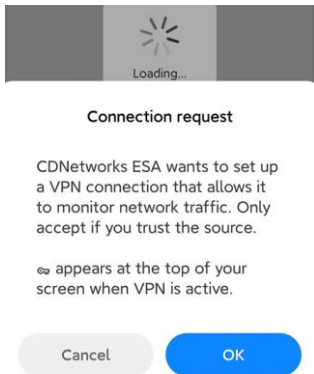 Loading...
Connection request
CDNetworks ESA wants to set up
a VPN connection that allows it
to monitor network traffic. Only
accept if you trust the source.
appears at the top of your
screen when VPN is active.
Cancel
OK